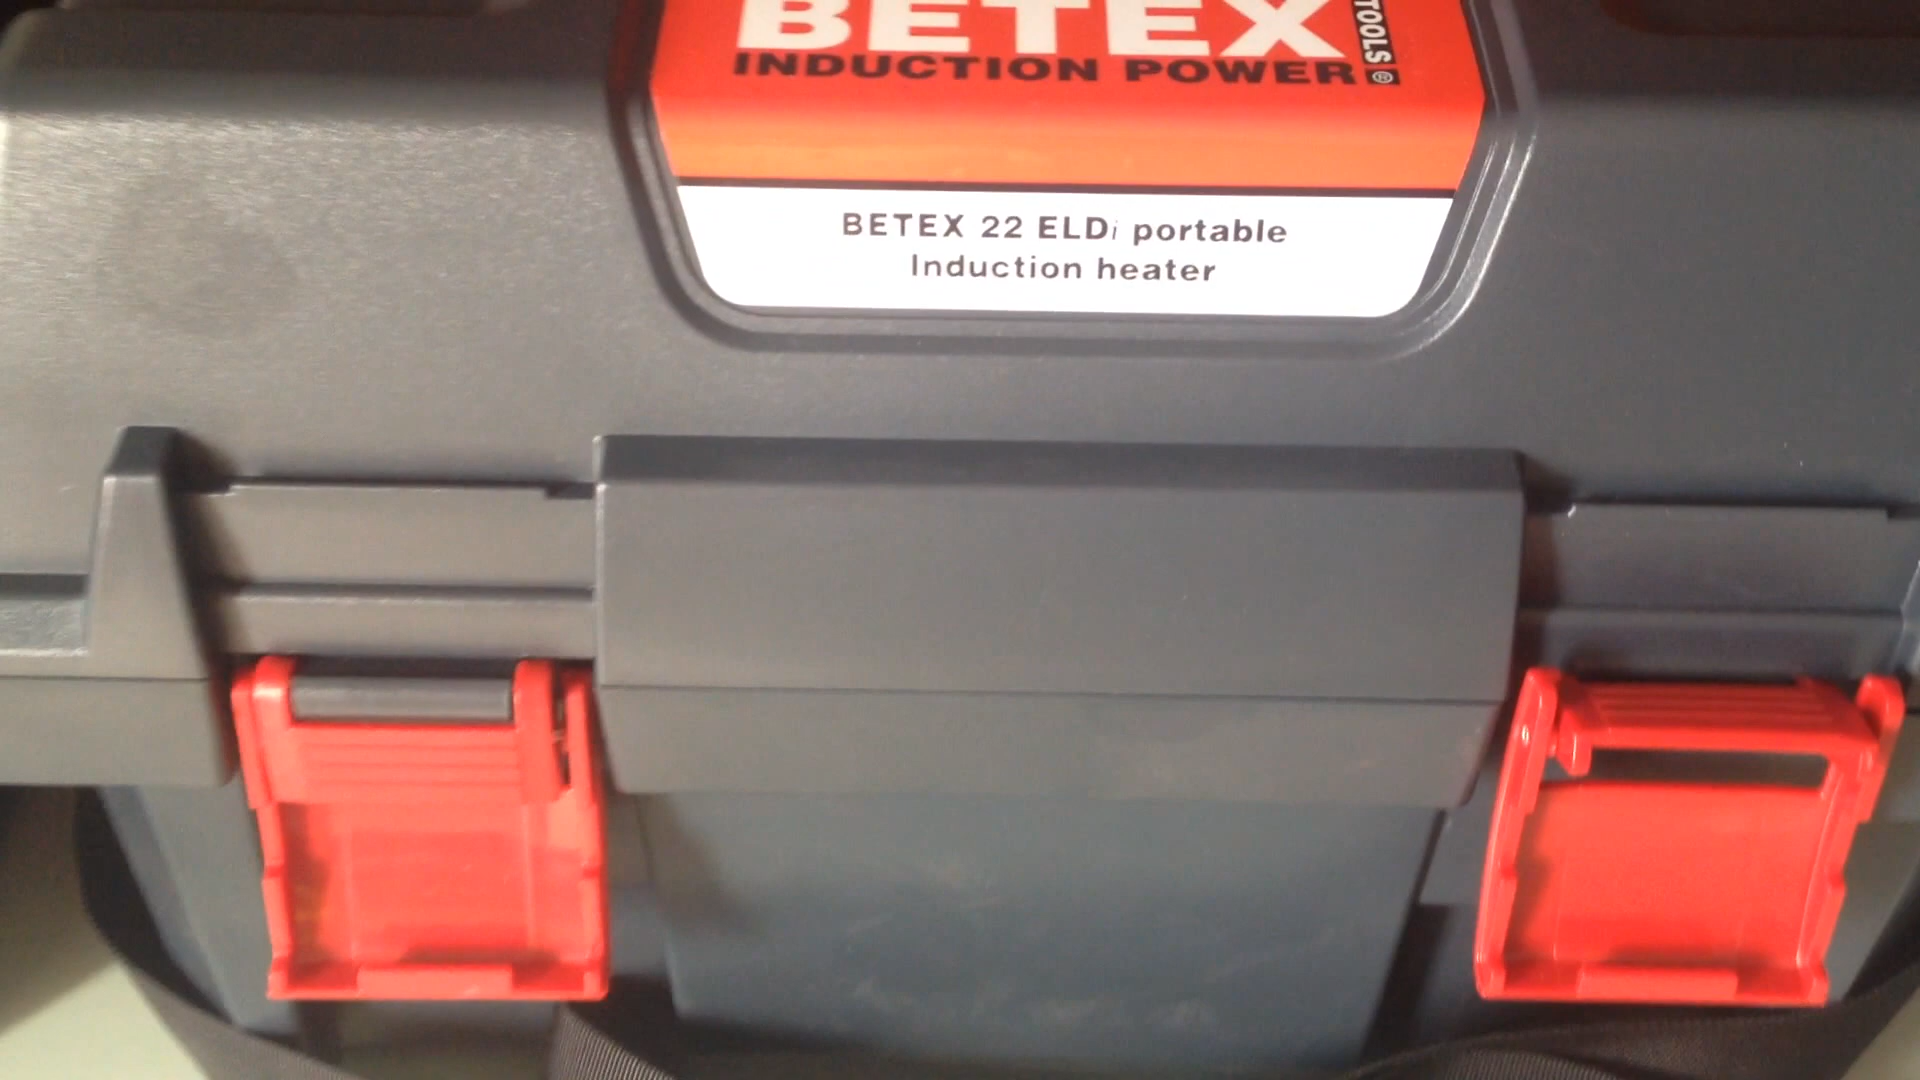 BETEX
INDUCTION POWER
TOOLS®
BETEX 22 ELDi portable
Induction heater